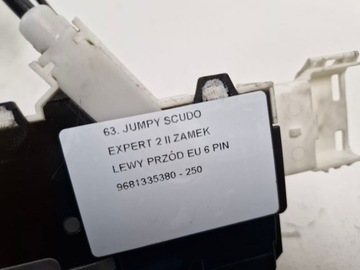 63. JUMPY SCUDO
EXPERT 2 II ZAMEK
LEWY PRZÓD EU 6 PIN
9681335380 - 250